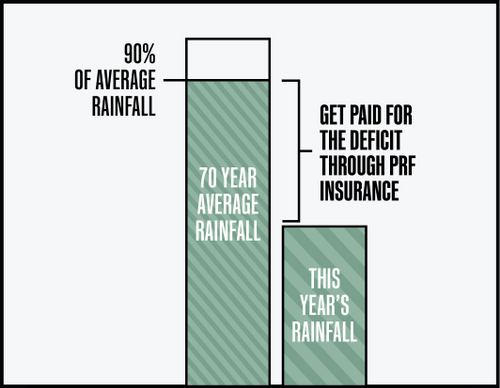 90%
OF AVERAGE
RAINFALL
GET PAID FOR
THE DEFICIT
THROUGH PRF
INSURANCE
70 YEAR
AVERAGE
RAINFALL
THIS
YEAR'S
RAINFALL